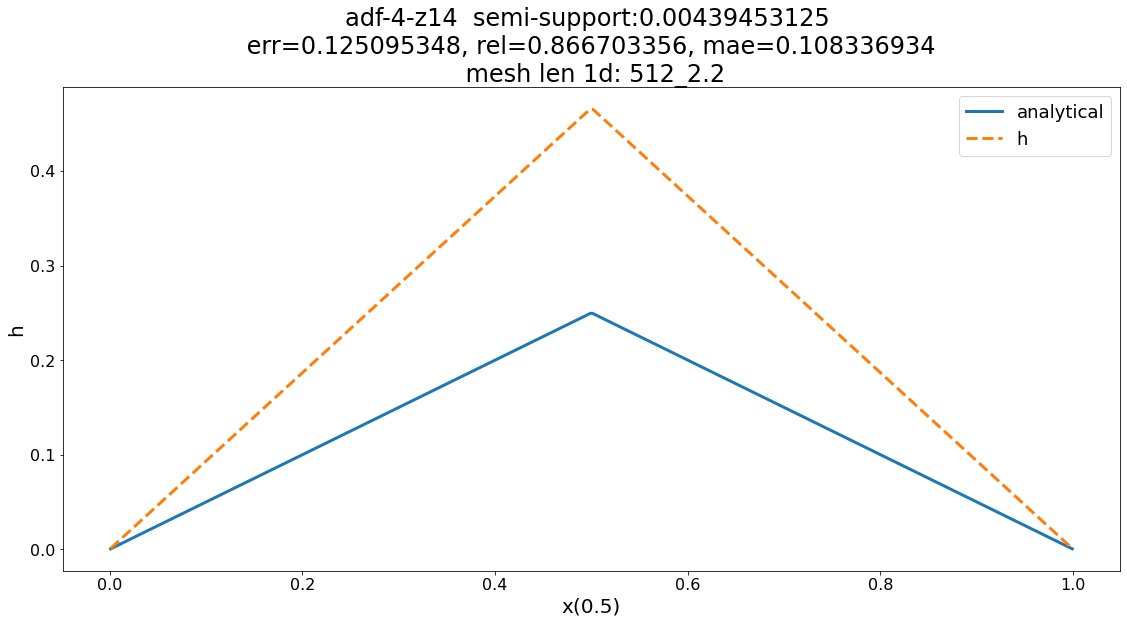 adf-4-z14  semi-support:0.00439453125
err=0.125095348, rel=0.866703356, mae=0.108336934
mesh len 1d: 512_2.2
analytical
h
h
0.4
0.3
0.2
0.1
0.0
0.0 0.2 0.4 0.6 0.8 1.0
x(0.5)